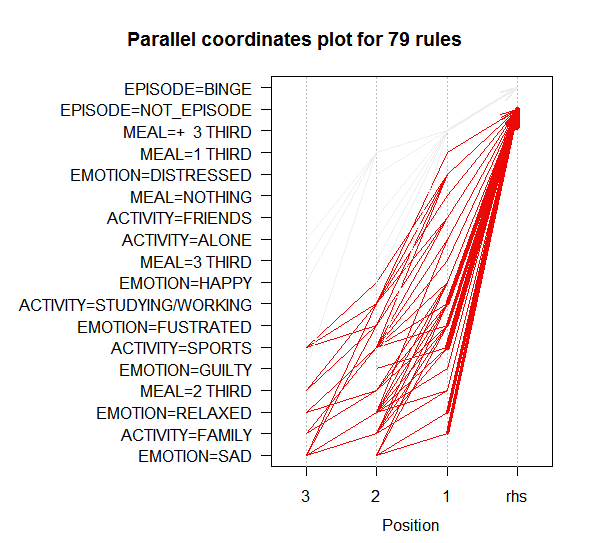 Parallel coordinates plot for 79 rules
EPISODE=BINGE
EPISODE=NOT_EPISODE
MEAL=+ 3 THIRD
MEAL=1 THIRD
EMOTION=DISTRESSED
MEAL=NOTHING
ACTIVITY=FRIENDS
ACTIVITY=ALONE
MEAL=3 THIRD
EMOTION=HAPPY
ACTIVITY=STUDYING/WORKING
EMOTION=FUSTRATED
ACTIVITY=SPORTS
EMOTION=GUILTY
MEAL=2 THIRD
EMOTION=RELAXED
ACTIVITY=FAMILY
EMOTION=SAD
3 2 1 rhs
Position